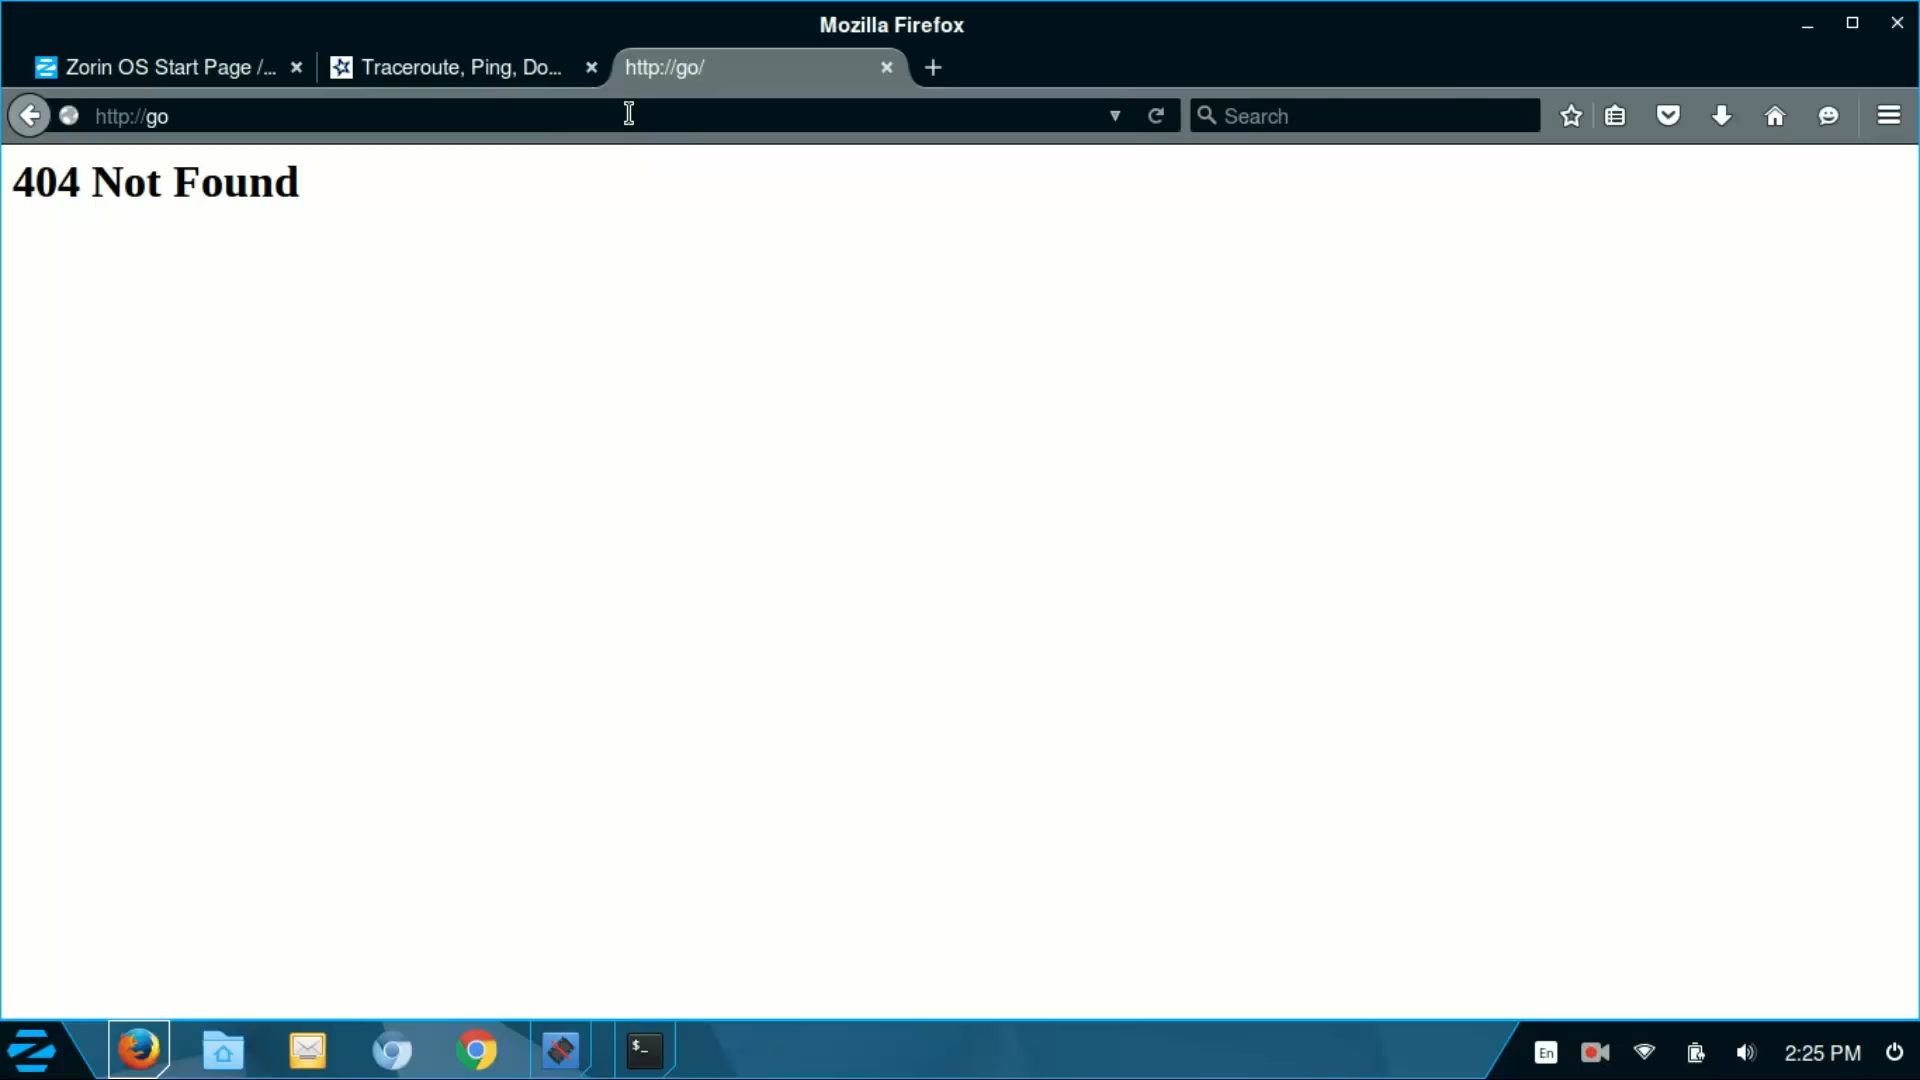 Mozilla Firefox
Zorin OS Start Page /...
Traceroute, Ping, Do...
http://go/
http://go
Search
404 Not Found
$_
En
2:25 PM